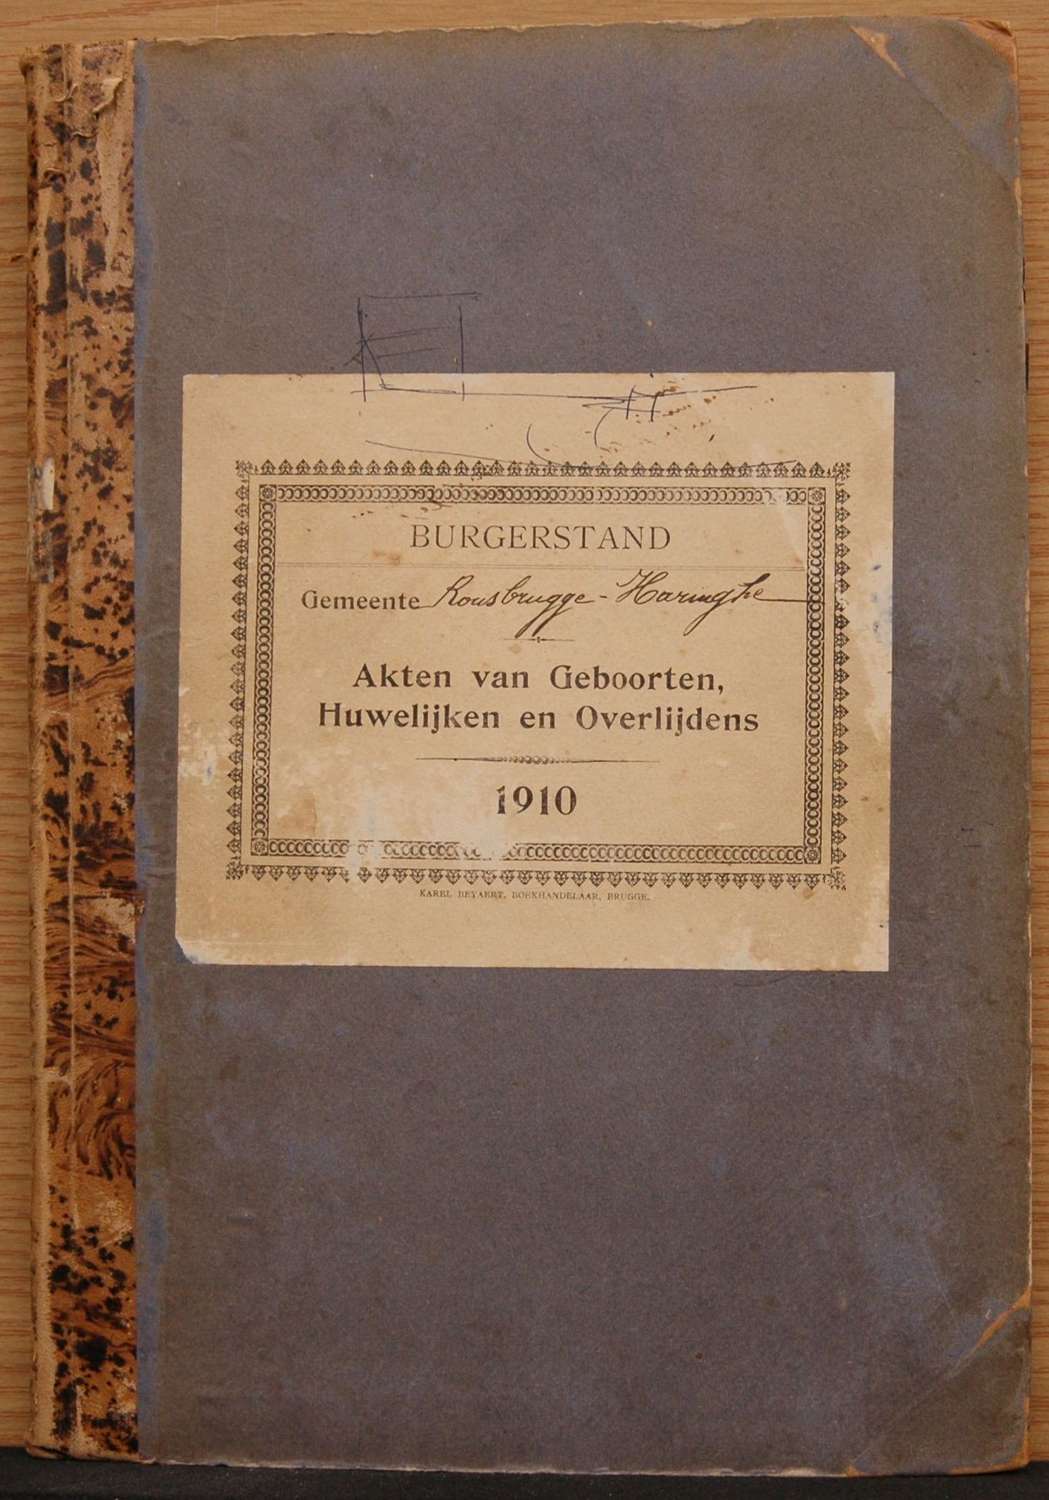 BURGERSTAND
Gemeente Rousbrugge-Haringhe
Akten van Geboorten,
Huwelijken en Overlijdens
1910
KAREL BEYAERT, BOEKHANDELAAR, BRUGGE.